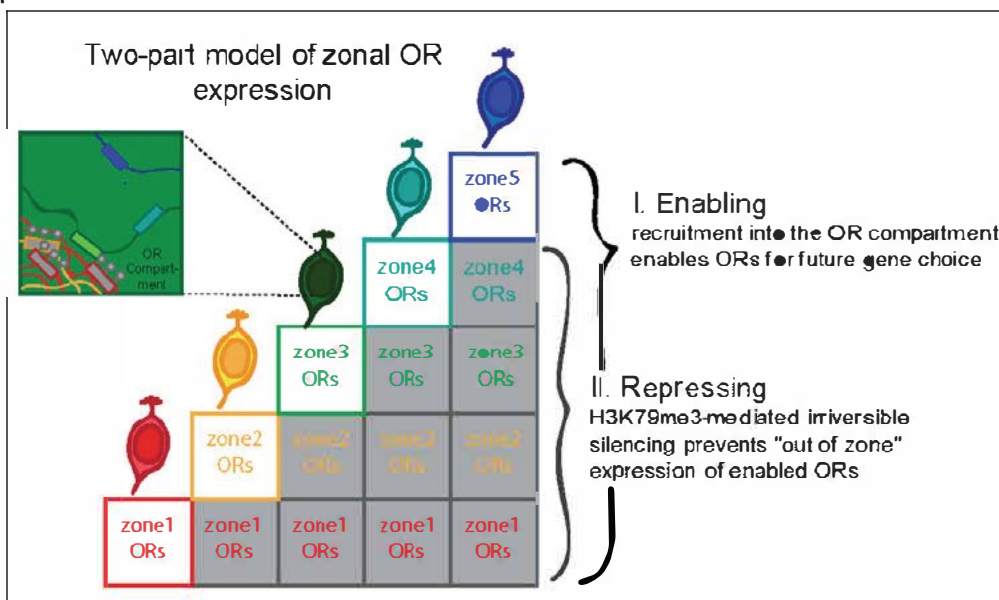 Two-part model of zonal OR
expression
OR
Compart-
ment
zone5
ORs
zone4
ORs
zone4
ORs
zone3
ORs
zone3
ORs
zone3
ORs
zone2
ORs
zone2
ORs
zone2
ORs
zone2
ORs
zone1
ORs
zone1
ORs
zone1
ORs
zone1
ORs
zone1
ORs
I. Enabling
recruitment into the OR compartment
enables ORs for future gene choice
II. Repressing
H3K79me3-mediated irriversible
silencing prevents "out of zone"
expression of enabled ORs